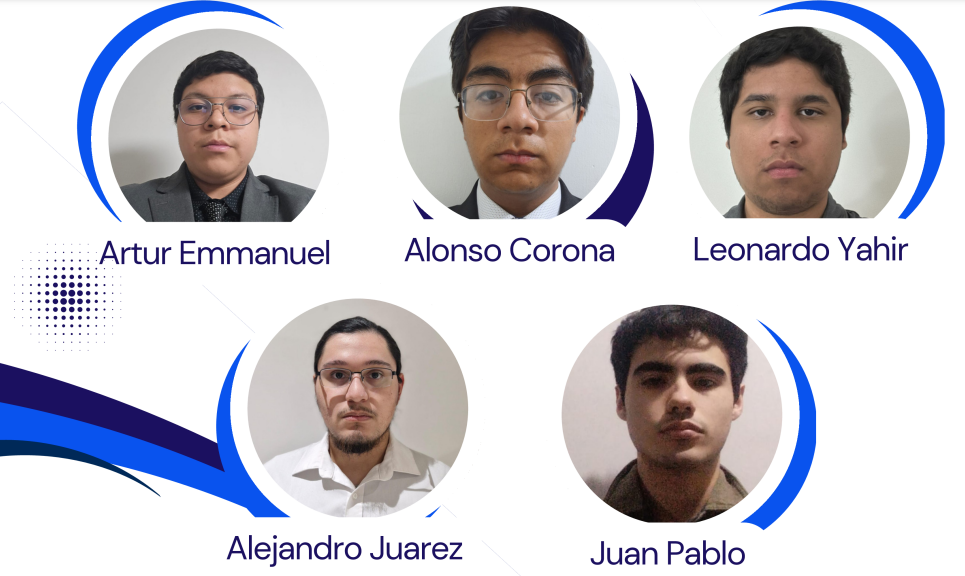 Artur Emmanuel
Alonso Corona
Leonardo Yahir
Alejandro Juarez
Juan Pablo